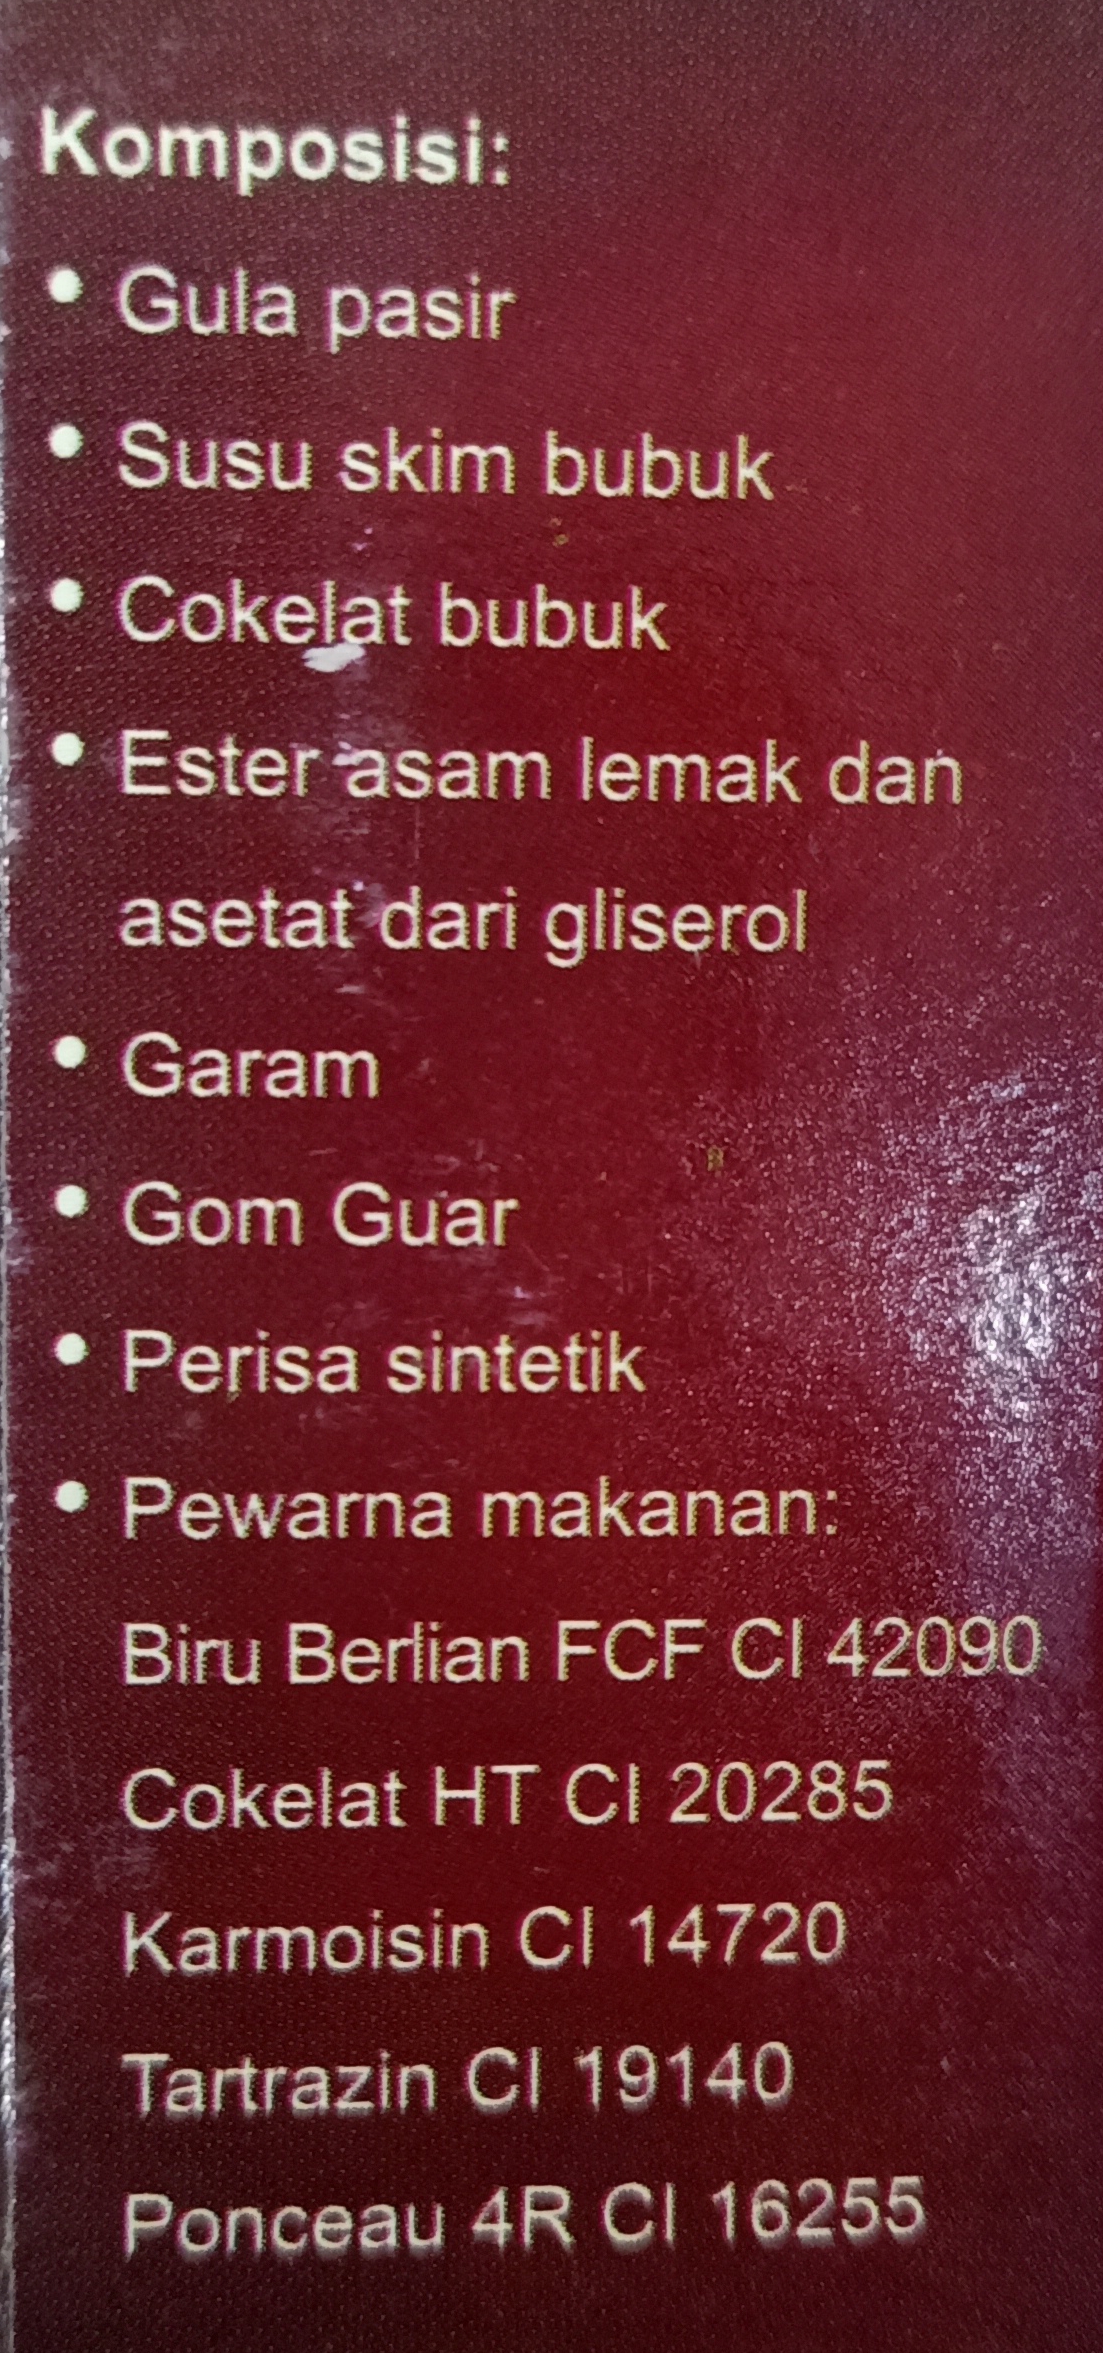 Komposisi:
• Gula pasir
• Susu skim bubuk
• Cokelat bubuk
• Ester asam lemak dan
asetat dari gliserol
• Garam
• Gom Guar
• Perisa sintetik
• Pewarna makanan:
Biru Berlian FCF CI 42090
Cokelat HT CI 20285
Karmoisin CI 14720
Tartrazin CI 19140
Ponceau 4R CI 16255